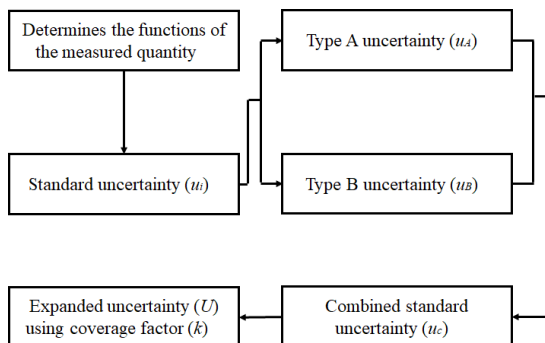 Determines the functions of
the measured quantity
Type A uncertainty (uA)
Standard uncertainty (ui)
Type B uncertainty (uB)
Expanded uncertainty (U)
using coverage factor (k)
Combined standard
uncertainty (uc)